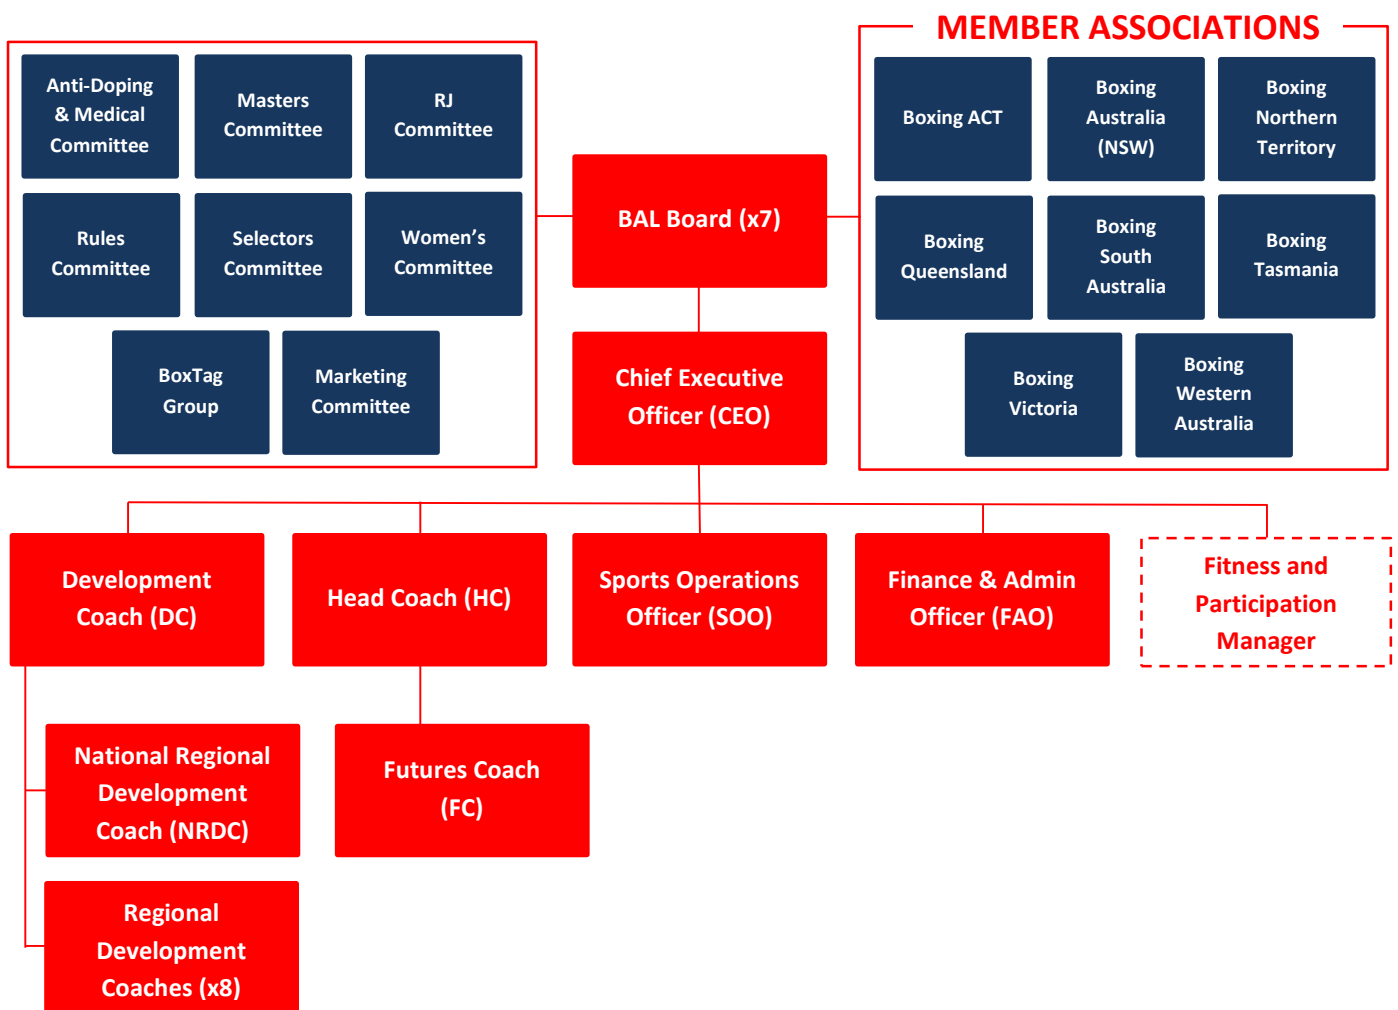 MEMBER ASSOCIATIONS
Anti-Doping
& Medical
Committee
Masters
Committee
RJ
Committee
Rules
Committee
Selectors
Committee
Women’s
Committee
BoxTag
Group
Marketing
Committee
BAL Board (x7)
Boxing ACT
Boxing
Australia
(NSW)
Boxing
Northern
Territory
Boxing
Queensland
Boxing
South
Australia
Boxing
Tasmania
Boxing
Victoria
Boxing
Western
Australia
Chief Executive
Officer (CEO)
Development
Coach (DC)
Head Coach (HC)
Sports Operations
Officer (SOO)
Finance & Admin
Officer (FAO)
Fitness and
Participation
Manager
National Regional
Development
Coach (NRDC)
Futures Coach
(FC)
Regional
Development
Coaches (x8)